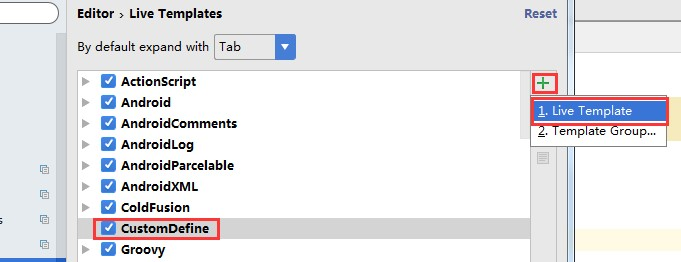 Editor › Live Templates
Reset
By default expand with Tab
ActionScript
Android
1. Live Template
AndroidComments
2. Template Group...
AndroidLog
AndroidParcelable
AndroidXML
ColdFusion
s
CustomDefine
Groovy